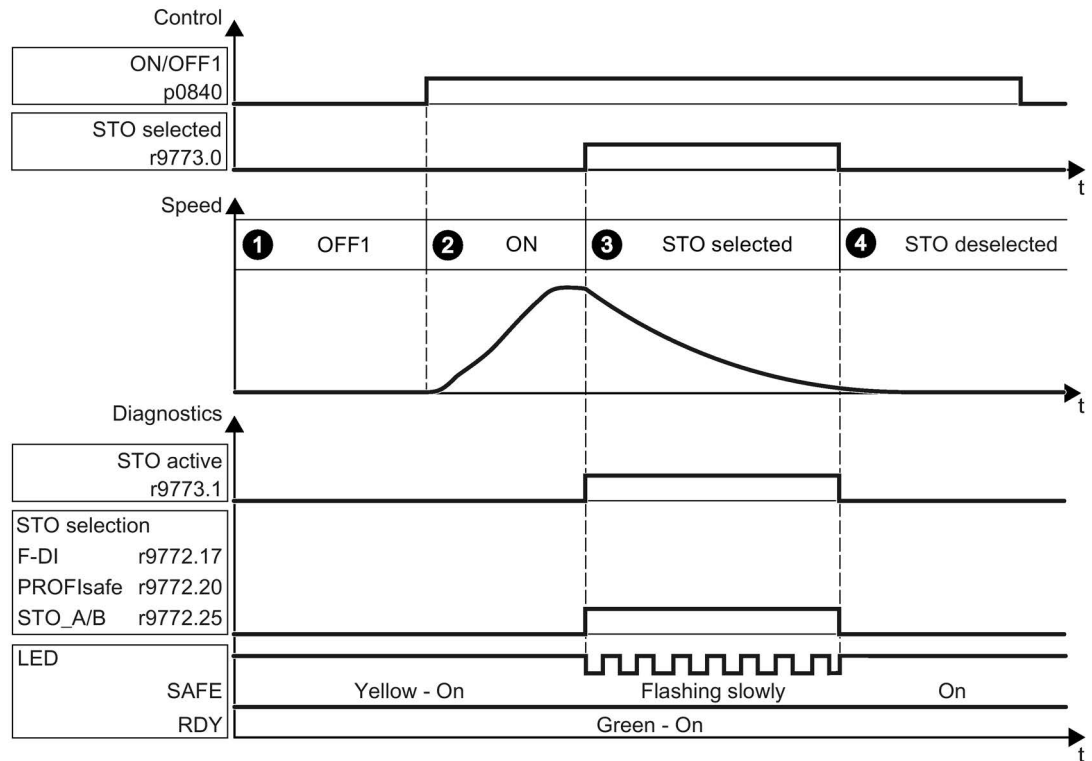 Control
ON/OFF1
p0840
STO selected
r9773.0
t
Speed
1 OFF1 2 ON 3 STO selected 4 STO deselected
t
Diagnostics
STO active
r9773.1
STO selection
F-DI r9772.17
PROFIsafe r9772.20
STO_A/B r9772.25
LED
SAFE Yellow - On Flashing slowly On
RDY Green - On
t